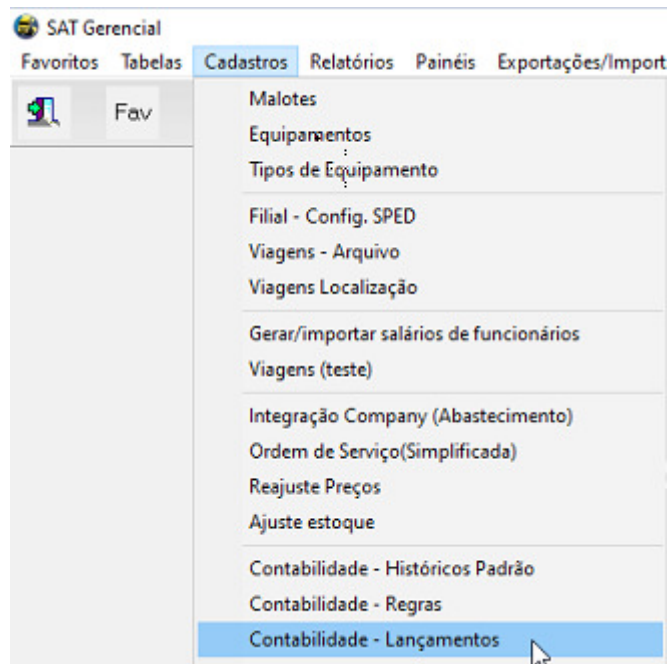 SAT Gerencial
Favoritos Tabelas Cadastros Relatórios Painéis Exportações/Import
Fav
Malotes
Equipamentos
Tipos de Equipamento
Filial - Config. SPED
Viagens - Arquivo
Viagens Localização
Gerar/importar salários de funcionários
Viagens (teste)
Integração Company (Abastecimento)
Ordem de Serviço(Simplificada)
Reajuste Preços
Ajuste estoque
Contabilidade - Históricos Padrão
Contabilidade - Regras
Contabilidade - Lançamentos